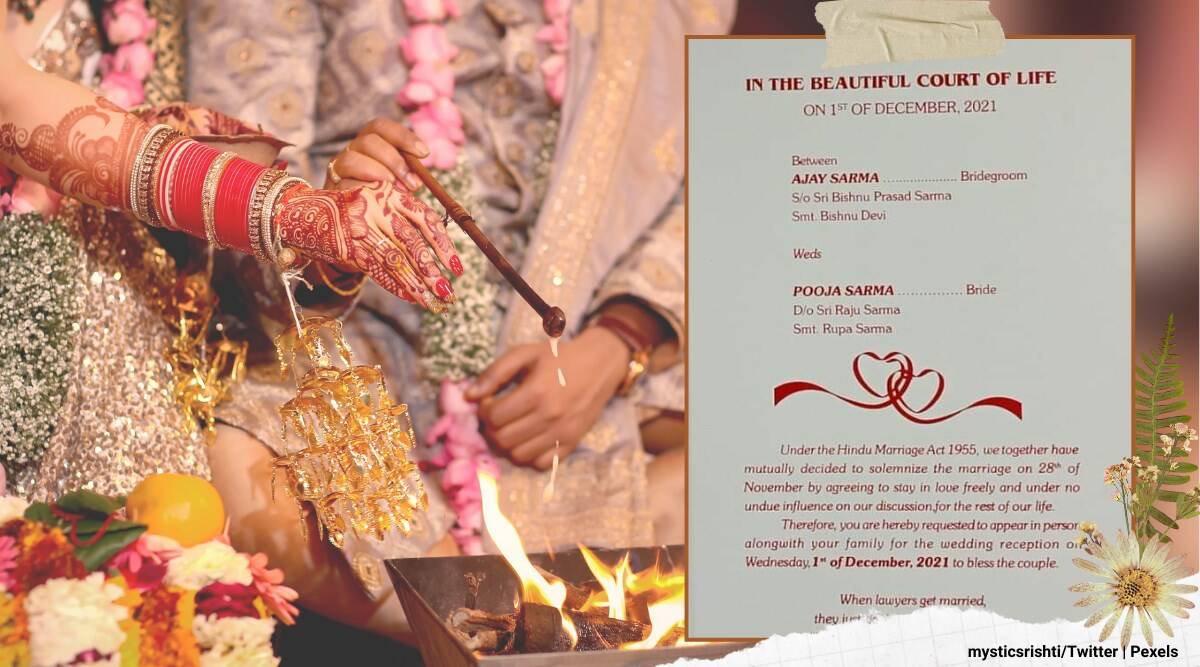 IN THE BEAUTIFUL COURT OF LIFE
ON 1ST OF DECEMBER, 2021
Between
AJAY SARMA .................... Bridegroom
S/o Sri Bishnu Prasad Sarma
Smt. Bishnu Devi
Weds
POOJA SARMA .............. Bride
D/o Sri Raju Sarma
Smt. Rupa Sarma
Under the Hindu Marriage Act 1955, we together have
mutually decided to solemnize the marriage on 28th of
November by agreeing to stay in love freely and under no
undue influence on our discussion,for the rest of our life.
Therefore, you are hereby requested to appear in person
alongwith your family for the wedding reception on
Wednesday, 1st of December, 2021 to bless the couple.
When lawyers get married,
they
mysticsrishti/Twitter | Pexels